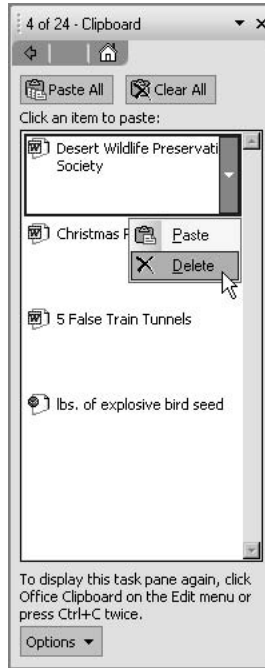 4 of 24 - Clipboard
Paste All Clear All
Click an item to paste:
Desert Wildlife Preservati
Society
Christmas
Paste
Delete
5 False Train Tunnels
lbs. of explosive bird seed
To display this task pane again, click
Office Clipboard on the Edit menu or
press Ctrl+C twice.
Options